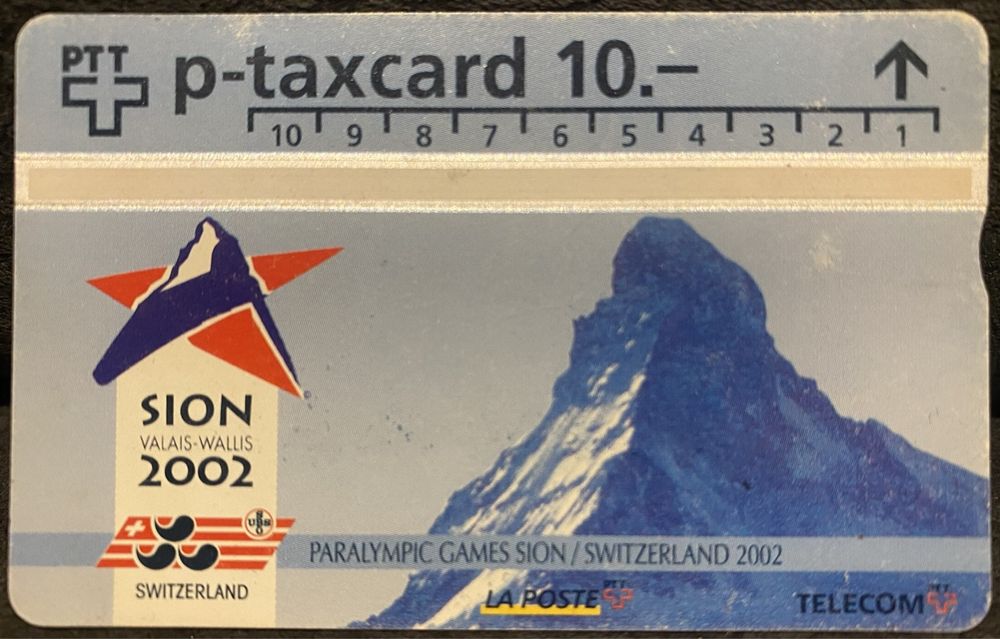 PTT
p-taxcard 10.–
10 9 8 7 6 5 4 3 2 1
SION
VALAIS-WALLIS
2002
UBS
SWITZERLAND
PARALYMPIC GAMES SION / SWITZERLAND 2002
LA POSTE PTT
TELECOM PTT